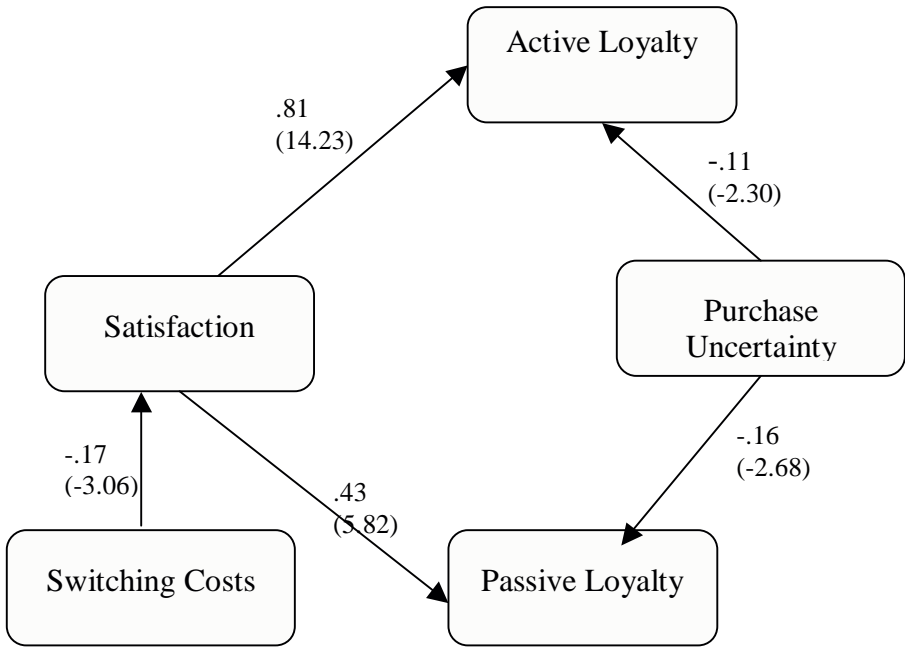 Active Loyalty
.81
(14.23)
-.11
(-2.30)
Satisfaction
Purchase
Uncertainty
-.17
(-3.06)
.43
(5.82)
-.16
(-2.68)
Switching Costs
Passive Loyalty